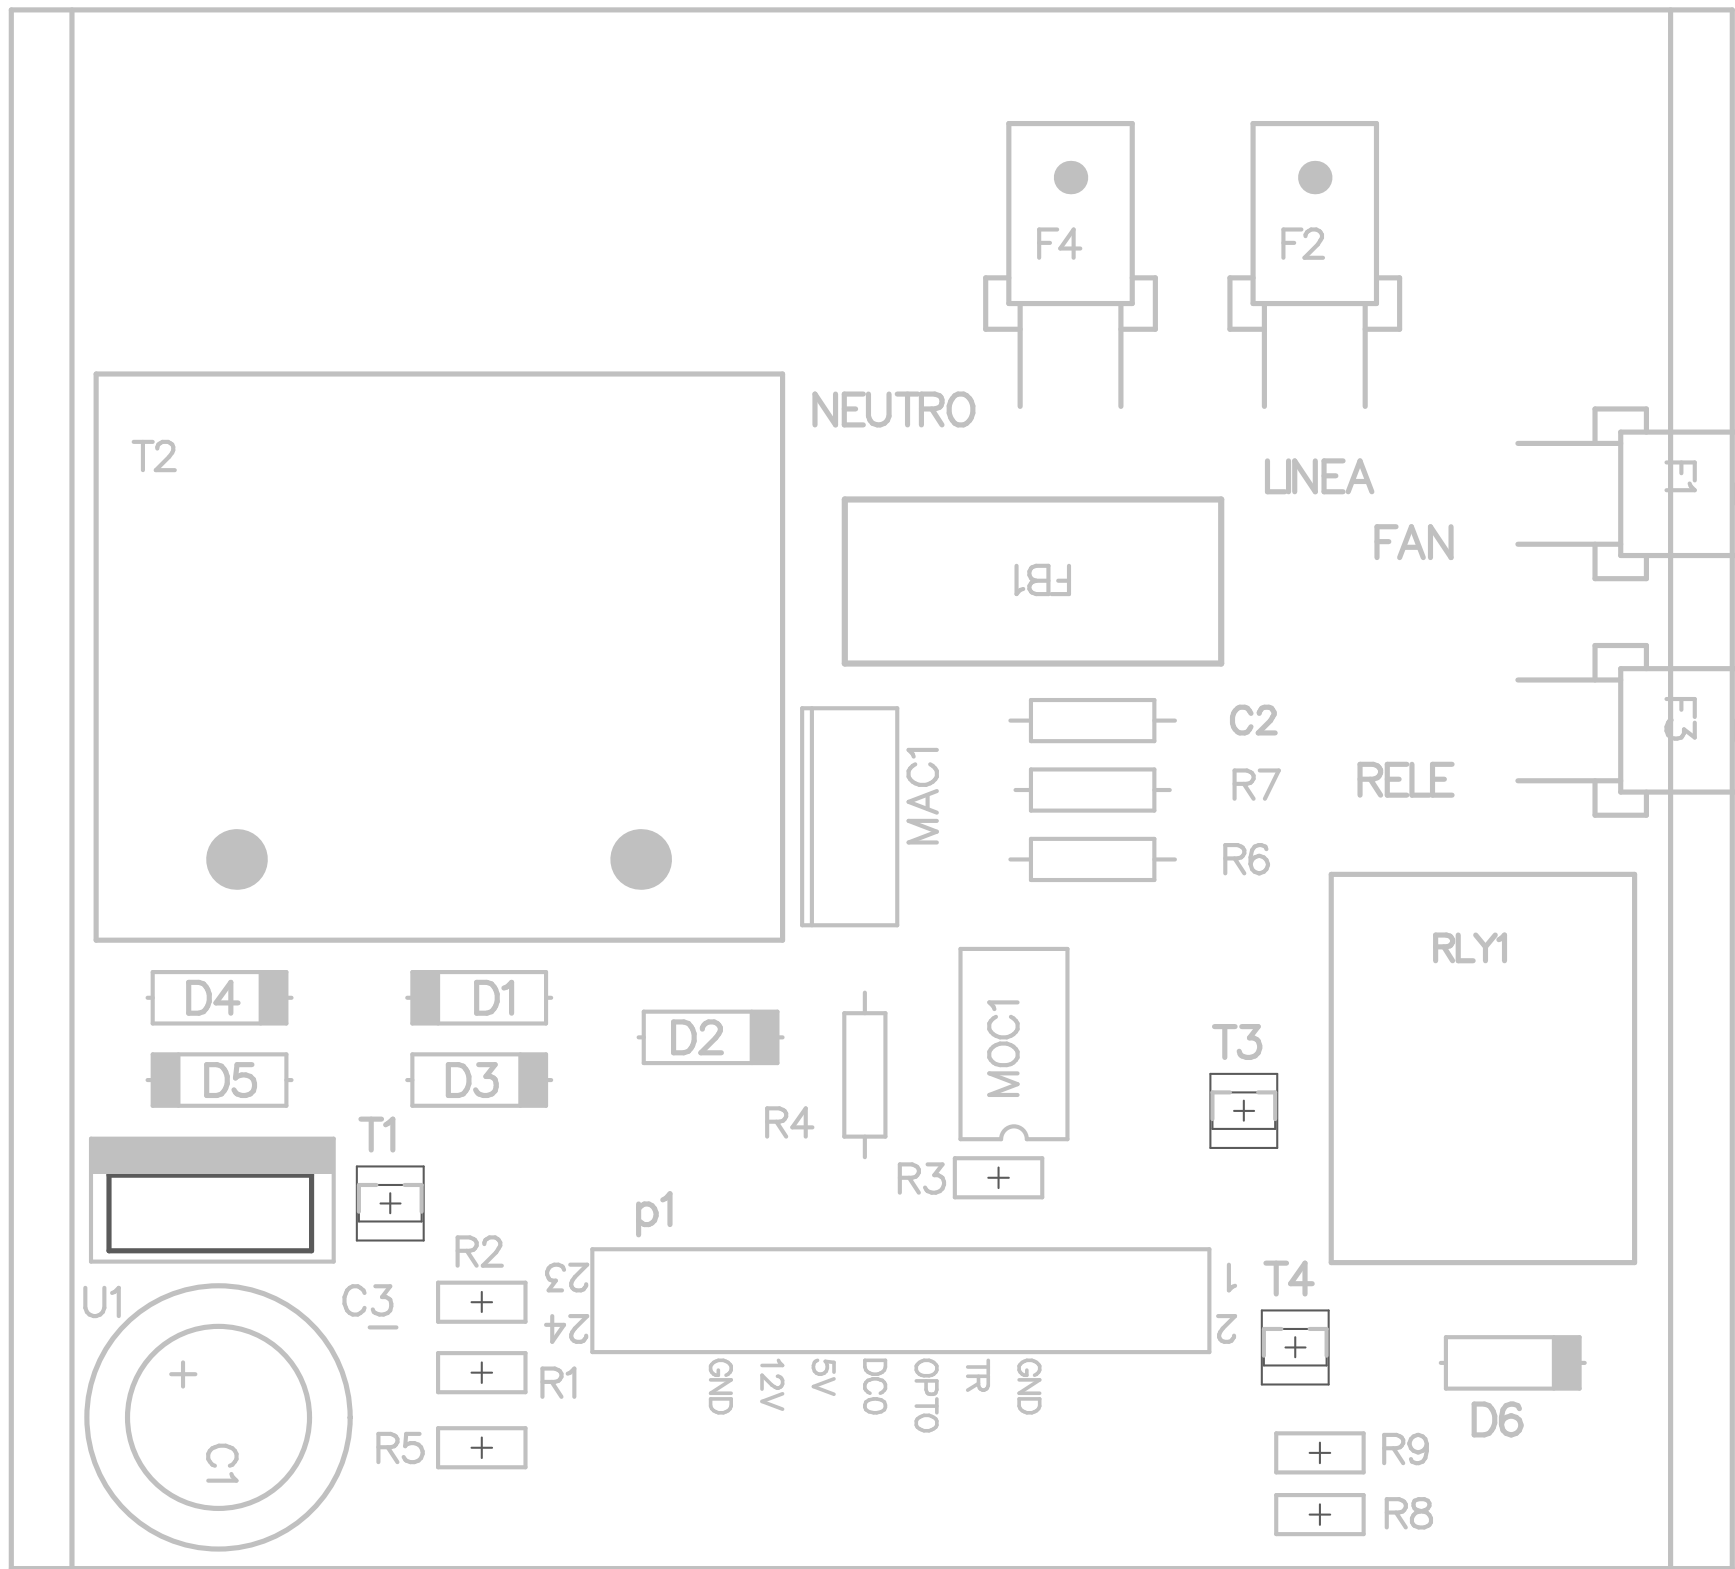 F4
F2
NEUTRO
T2
LINEA
F1
FAN
FB1
C2
F3
MAC1
R7
RELE
R6
RLY1
D4
D1
MOC1
D2
T3
D5
D3
R4
T1
R3
p1
R2
23
1
T4
U1
C3
24
2
+
R1
GND
12V
5V
DC0
OPTO
TR
GND
D6
C1
R5
R9
R8